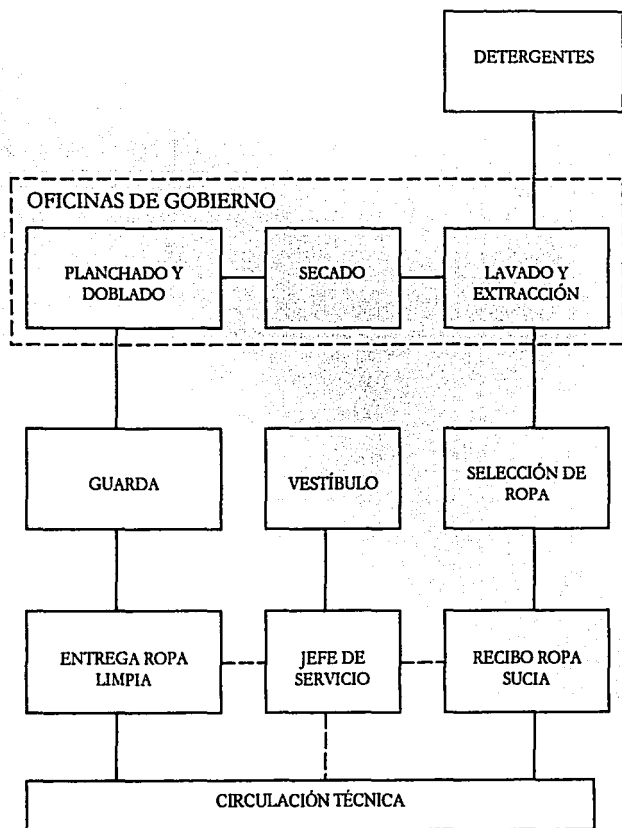 DETERGENTES
OFICINAS DE GOBIERNO
PLANCHADO Y
DOBLADO
SECADO
LAVADO Y
EXTRACCIÓN
GUARDA
VESTÍBULO
SELECCIÓN DE
ROPA
ENTREGA ROPA
LIMPIA
JEFE DE
SERVICIO
RECIBO ROPA
SUCIA
CIRCULACIÓN TÉCNICA